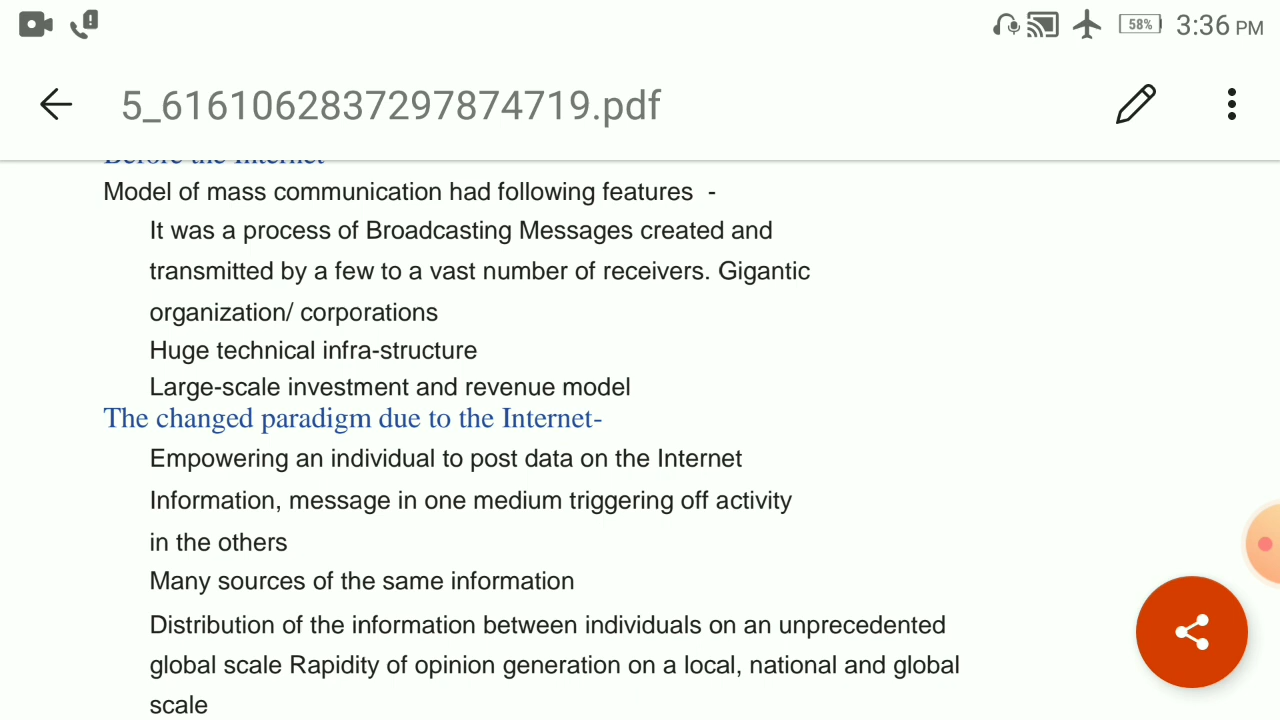 58%
3:36 PM
5_6161062837297874719.pdf
Before the Internet
Model of mass communication had following features -
It was a process of Broadcasting Messages created and
transmitted by a few to a vast number of receivers. Gigantic
organization/ corporations
Huge technical infra-structure
Large-scale investment and revenue model
The changed paradigm due to the Internet-
Empowering an individual to post data on the Internet
Information, message in one medium triggering off activity
in the others
Many sources of the same information
Distribution of the information between individuals on an unprecedented
global scale Rapidity of opinion generation on a local, national and global
scale